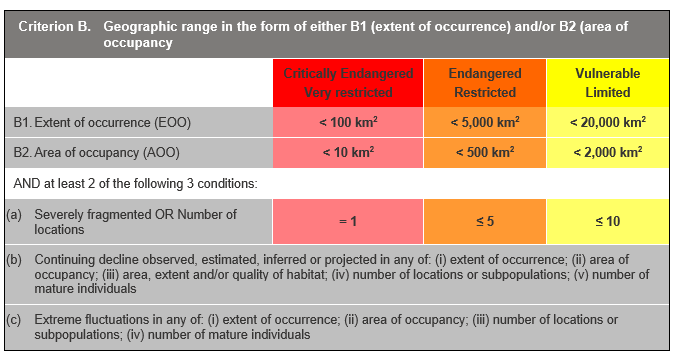 Criterion B. Geographic range in the form of either B1 (extent of occurrence) and/or B2 (area of
occupancy
Critically Endangered Endangered Vulnerable
Very restricted Restricted Limited
B1. Extent of occurrence (EOO) < 100 km² < 5,000 km² < 20,000 km²
B2. Area of occupancy (AOO) < 10 km² < 500 km² < 2,000 km²
AND at least 2 of the following 3 conditions:
(a) Severely fragmented OR Number of
locations = 1 ≤ 5 ≤ 10
(b) Continuing decline observed, estimated, inferred or projected in any of: (i) extent of occurrence; (ii) area of
occupancy; (iii) area, extent and/or quality of habitat; (iv) number of locations or subpopulations; (v) number of
mature individuals
(c) Extreme fluctuations in any of: (i) extent of occurrence; (ii) area of occupancy; (iii) number of locations or
subpopulations; (iv) number of mature individuals